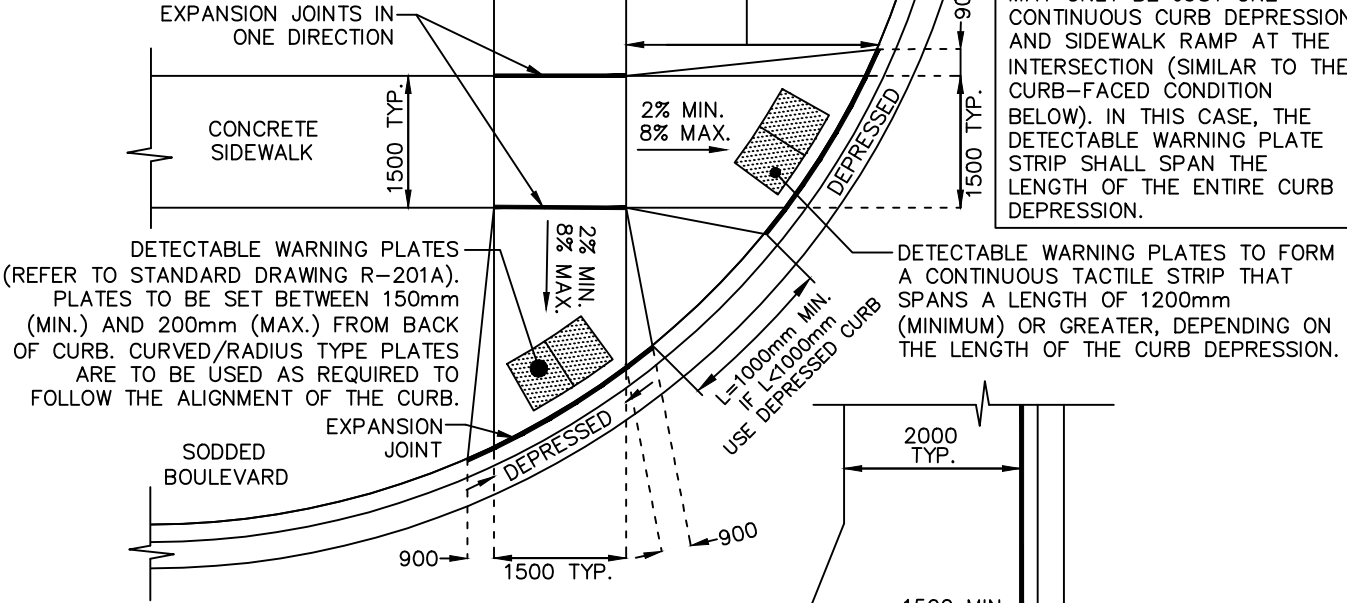 EXPANSION JOINTS IN
ONE DIRECTION
CONCRETE
SIDEWALK
1500 TYP.
2% MIN.
8% MAX.
DEPRESSED
90
1500 TYP.
CONTINUOUS CURB DEPRESSION
AND SIDEWALK RAMP AT THE
INTERSECTION (SIMILAR TO THE
CURB-FACED CONDITION
BELOW). IN THIS CASE, THE
DETECTABLE WARNING PLATE
STRIP SHALL SPAN THE
LENGTH OF THE ENTIRE CURB
DEPRESSION.
DETECTABLE WARNING PLATES
(REFER TO STANDARD DRAWING R-201A).
PLATES TO BE SET BETWEEN 150mm
(MIN.) AND 200mm (MAX.) FROM BACK
OF CURB. CURVED/RADIUS TYPE PLATES
ARE TO BE USED AS REQUIRED TO
FOLLOW THE ALIGNMENT OF THE CURB.
2% MIN.
8% MAX.
DETECTABLE WARNING PLATES TO FORM
A CONTINUOUS TACTILE STRIP THAT
SPANS A LENGTH OF 1200mm
(MINIMUM) OR GREATER, DEPENDING ON
THE LENGTH OF THE CURB DEPRESSION.
L=1000mm MIN.
IF L<1000mm
USE DEPRESSED CURB
EXPANSION
JOINT
SODDED
BOULEVARD
DEPRESSED
900
1500 TYP.
900
2000
TYP.
1500 MIN